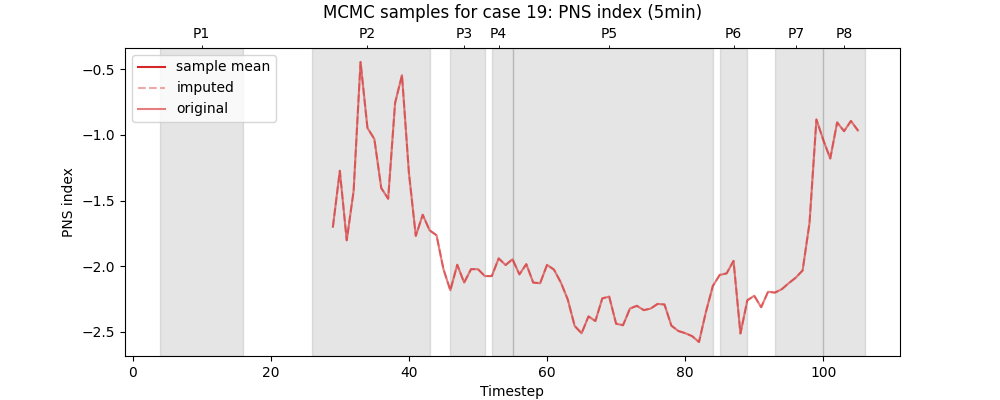 MCMC samples for case 19: PNS index (5min)
P1 P2 P3 P4 P5 P6 P7 P8
sample mean
imputed
original
PNS index
−0.5
−1.0
−1.5
−2.0
−2.5
0 20 40 60 80 100
Timestep